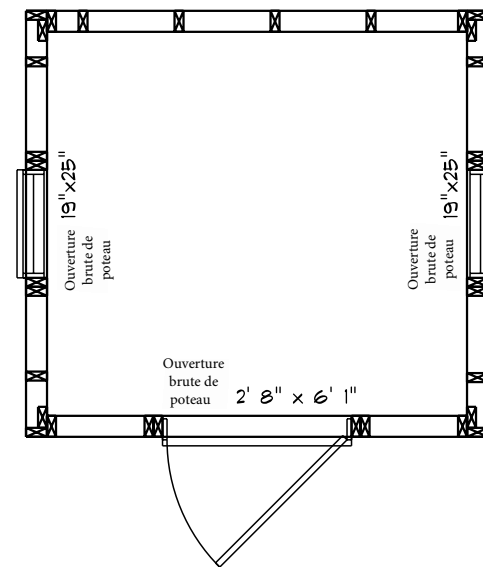 19"x25"
Ouverture
brute de
poteau
19"x25"
Ouverture
brute de
poteau
Ouverture
brute de
poteau
2' 8" x 6' 1"